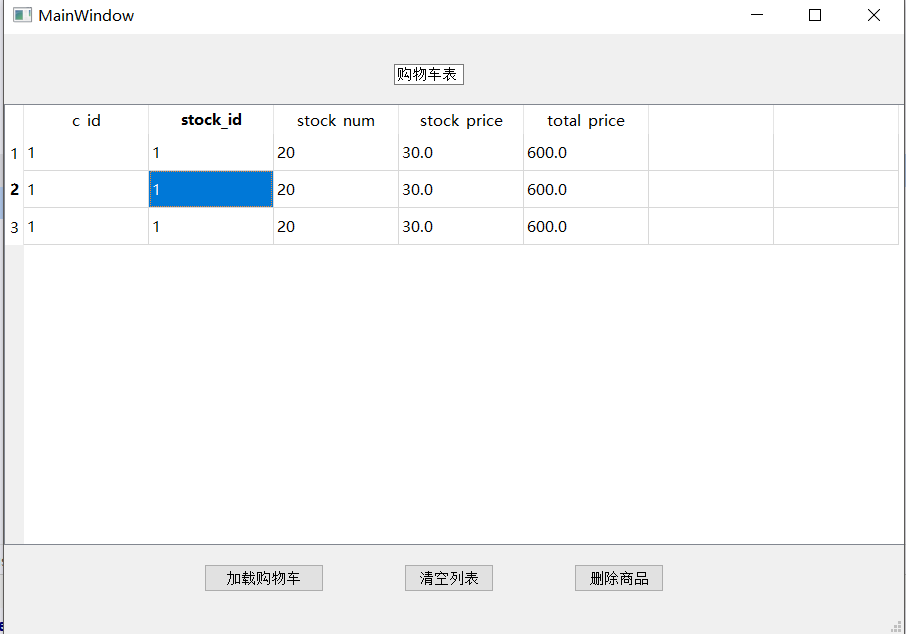 MainWindow
购物车表
c id stock_id stock num stock price total price
1 1 1 20 30.0 600.0
2 1 1 20 30.0 600.0
3 1 1 20 30.0 600.0
加载购物车 清空列表 删除商品